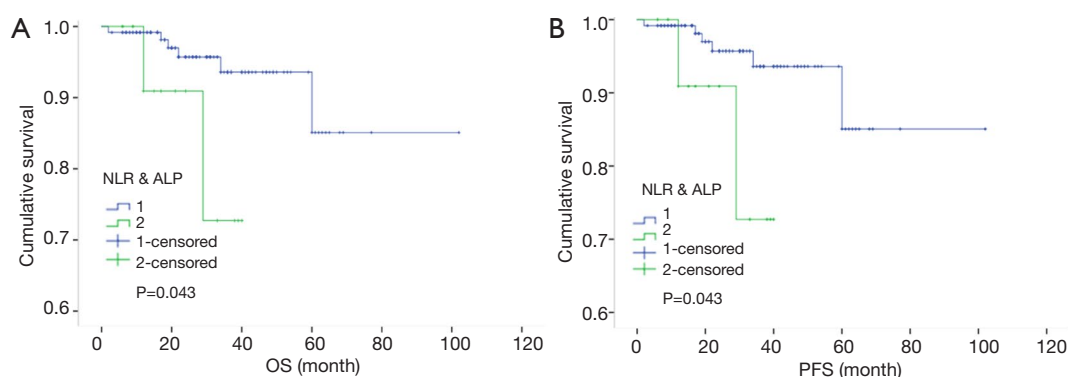 A
1.0
0.9
0.8
0.7
0.6
Cumulative survival
NLR & ALP
1
2
1-censored
2-censored
P=0.043
0 20 40 60 80 100 120
OS (month)
B
1.0
0.9
0.8
0.7
0.6
Cumulative survival
NLR & ALP
1
2
1-censored
2-censored
P=0.043
0 20 40 60 80 100 120
PFS (month)